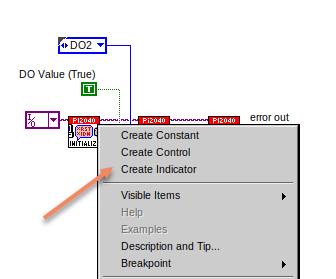 DO2
DO Value (True)
T
I/O
PI2040 PI2040 PI2040
error out
INITIALIZ
Create Constant
Create Control
Create Indicator
Visible Items
Help
Examples
Description and Tip...
Breakpoint